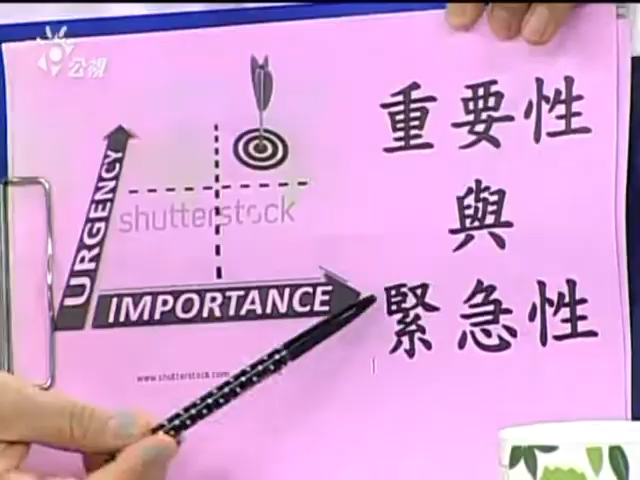 公視
重要性
與
緊急性
URGENCY
shutterstock
IMPORTANCE
www.shutterstock.com